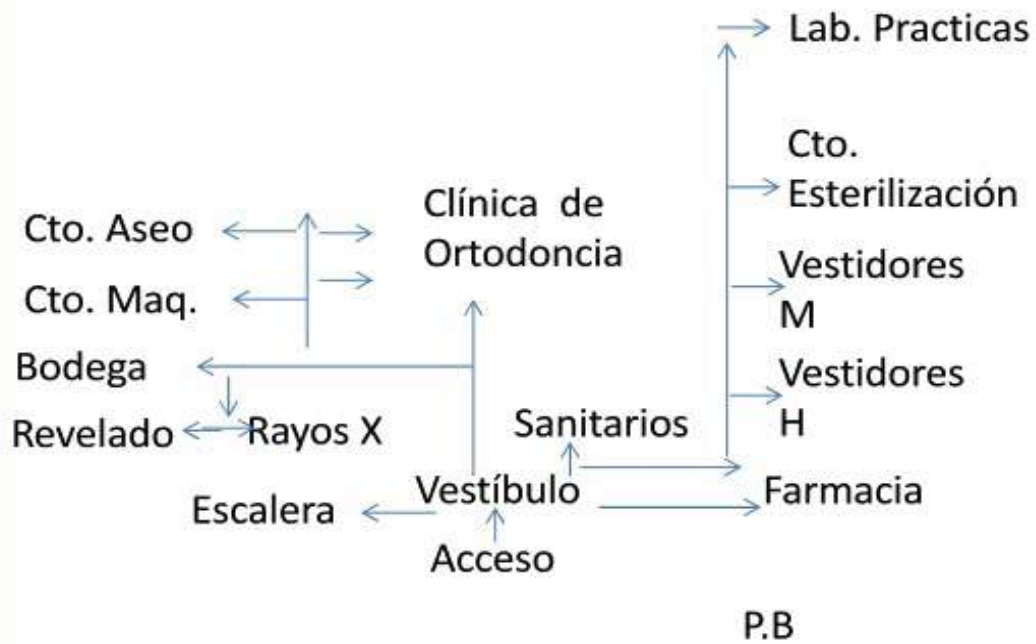 Lab. Practicas
Cto.
Esterilización
Clínica de
Ortodoncia
Cto. Aseo
Cto. Maq.
Vestidores
M
Bodega
Vestidores
H
Revelado
Rayos X
Sanitarios
Vestíbulo
Farmacia
Escalera
Acceso
P.B